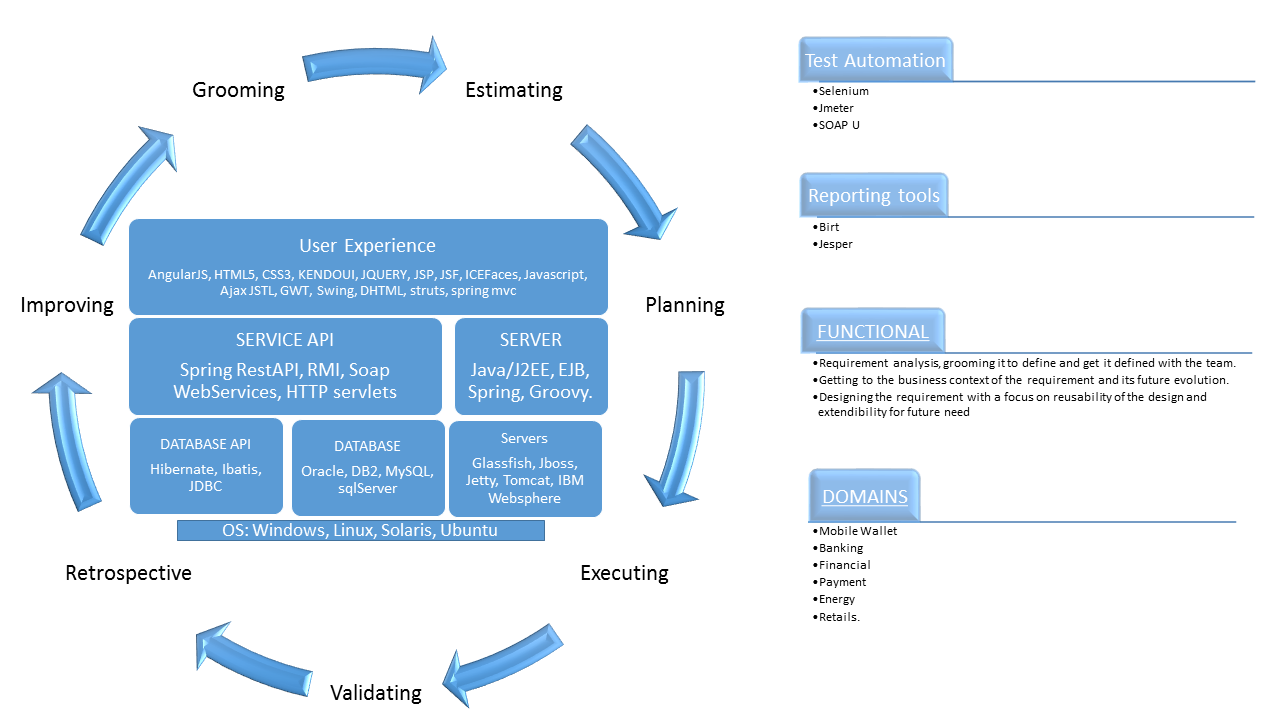 Grooming
Estimating
Planning
Executing
Validating
Retrospective
Improving
User Experience
AngularJS, HTML5, CSS3, KENDOUI, JQUERY, JSP, JSF, ICEFaces, Javascript,
Ajax JSTL, GWT, Swing, DHTML, struts, spring mvc
SERVICE API
Spring RestAPI, RMI, Soap
WebServices, HTTP servlets
SERVER
Java/J2EE, EJB,
Spring, Groovy.
DATABASE API
Hibernate, Ibatis,
JDBC
DATABASE
Oracle, DB2, MySQL,
sqlServer
Servers
Glassfish, Jboss,
Jetty, Tomcat, IBM
Websphere
OS: Windows, Linux, Solaris, Ubuntu
Test Automation
•Selenium
•Jmeter
•SOAP U
Reporting tools
•Birt
•Jesper
FUNCTIONAL
•Requirement analysis, grooming it to define and get it defined with the team.
•Getting to the business context of the requirement and its future evolution.
•Designing the requirement with a focus on reusability of the design and
extendibility for future need
DOMAINS
•Mobile Wallet
•Banking
•Financial
•Payment
•Energy
•Retails.